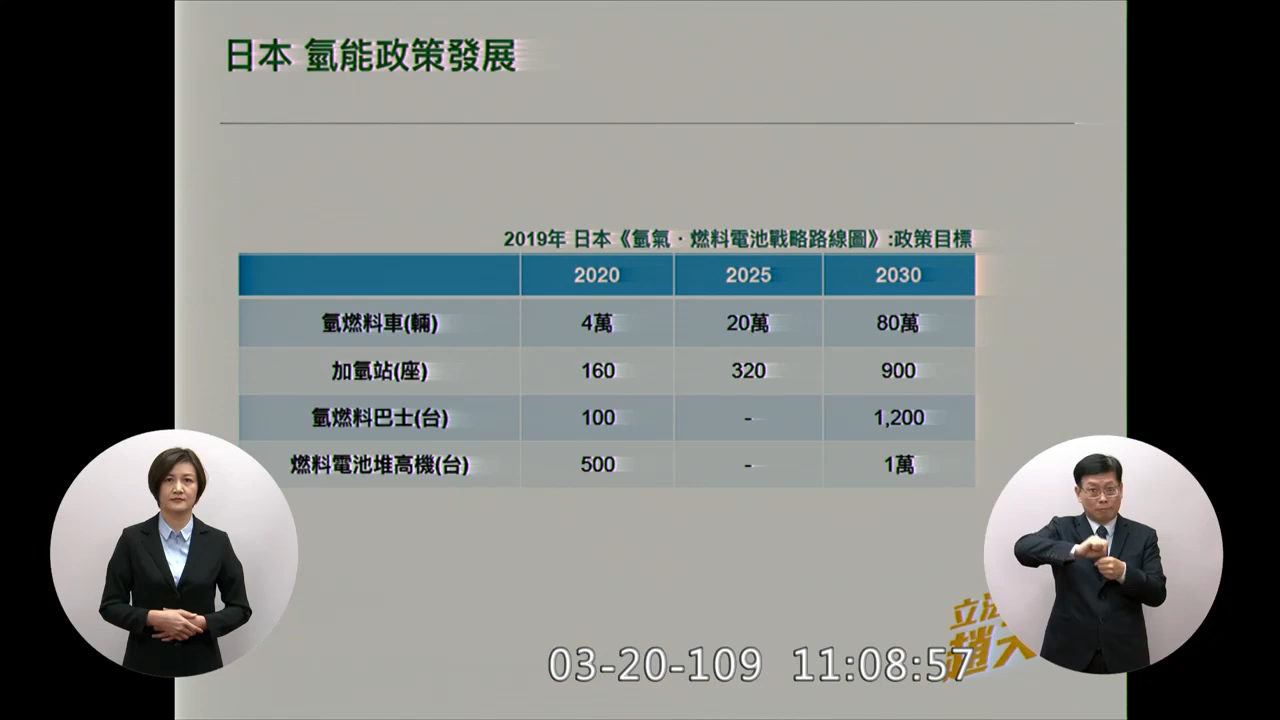 日本 氫能政策發展
2019年 日本《氫氣‧燃料電池戰略路線圖》:政策目標
2020 2025 2030
氫燃料車(輛) 4萬 20萬 80萬
加氫站(座) 160 320 900
氫燃料巴士(台) 100 - 1,200
燃料電池堆高機(台) 500 - 1萬
立法
趙天
03-20-109 11:08:57